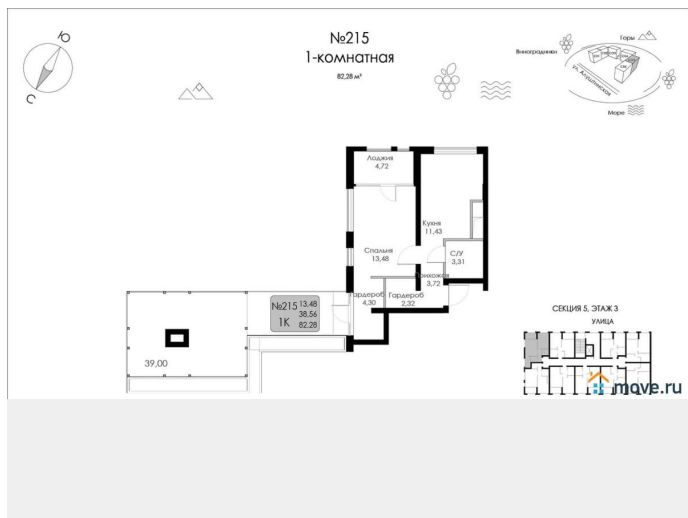 №215
1-комнатная
82,28 м²
Ю
С
Горы
Виноградники
ул. Алуштинская
Море
Лоджия
4,72
Кухня
11,43
Спальня
13,48
С/У
3,31
Прихожая
3,72
Гардероб
4,30
Гардероб
2,32
№215 13,48
38,56
1К 82,28
39,00
СЕКЦИЯ 5, ЭТАЖ 3
УЛИЦА
move.ru